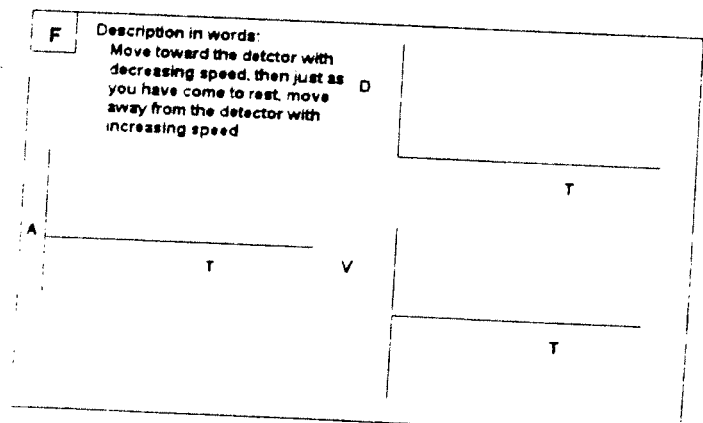 F
Description in words:
Move toward the detctor with
decreasing speed, then just as
you have come to rest, move
away from the detector with
increasing speed
D
T
A
T
V
T